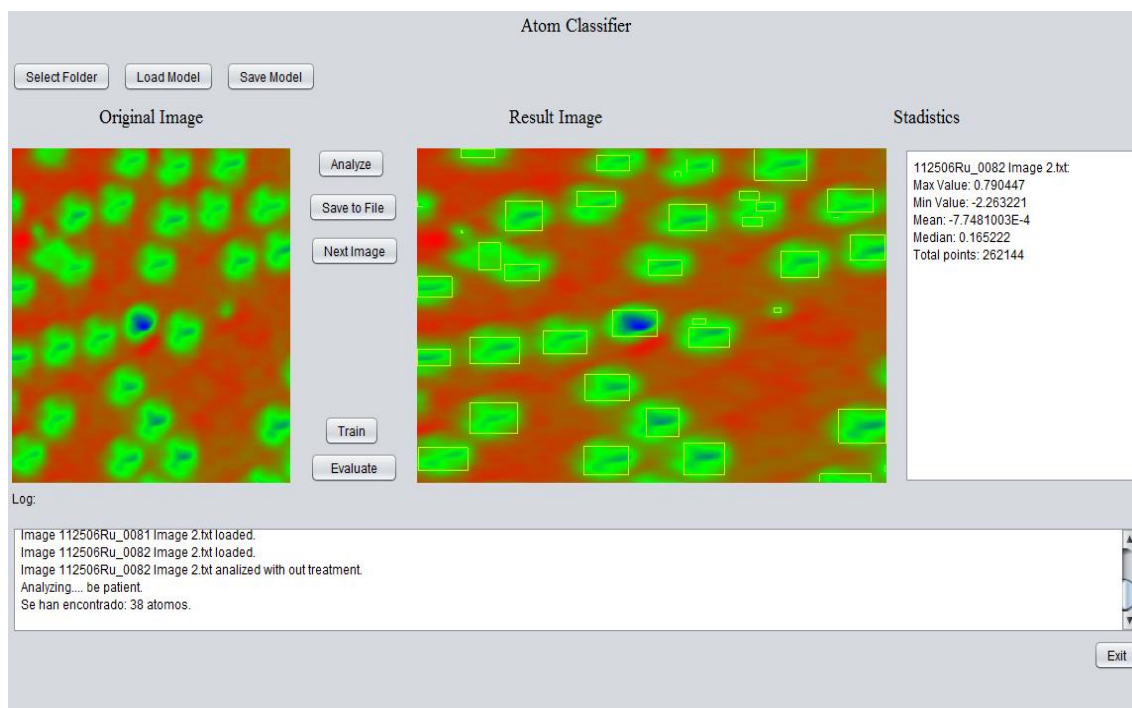 Atom Classifier
Select Folder
Load Model
Save Model
Original Image
Result Image
Stadistics
Analyze
Save to File
Next Image
Train
Evaluate
112506Ru_0082 Image 2.txt:
Max Value: 0.790447
Min Value: -2.263221
Mean: -7.7481003E-4
Median: 0.165222
Total points: 262144
Log:
Image 112506Ru_0081 Image 2.txt loaded.
Image 112506Ru_0082 Image 2.txt loaded.
Image 112506Ru_0082 Image 2.txt analized with out treatment.
Analyzing.... be patient.
Se han encontrado: 38 atomos.
Exit